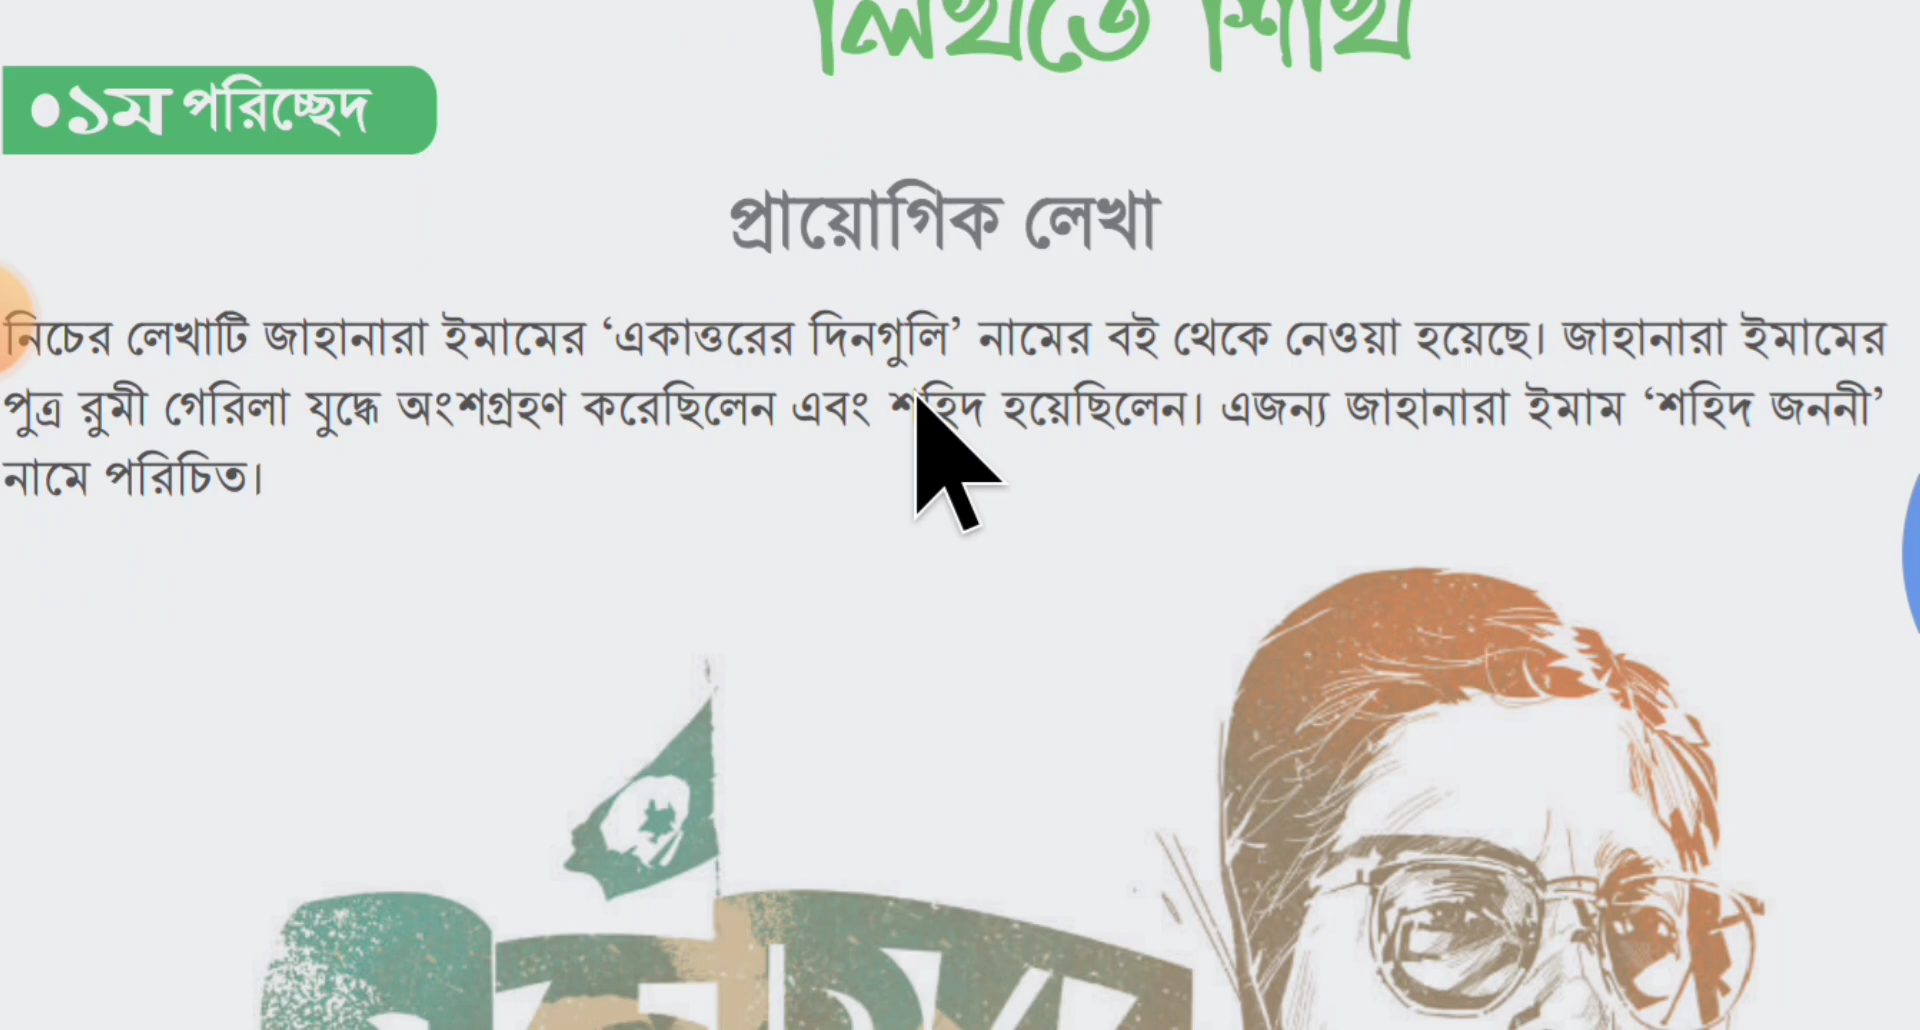 লিখতে শিখি
১ম পরিচ্ছেদ
প্রায়োগিক লেখা
নিচের লেখাটি জাহানারা ইমামের ‘একাত্তরের দিনগুলি’ নামের বই থেকে নেওয়া হয়েছে। জাহানারা ইমামের
পুত্র রুমী গেরিলা যুদ্ধে অংশগ্রহণ করেছিলেন এবং শহিদ হয়েছিলেন। এজন্য জাহানারা ইমাম ‘শহিদ জননী’
নামে পরিচিত।